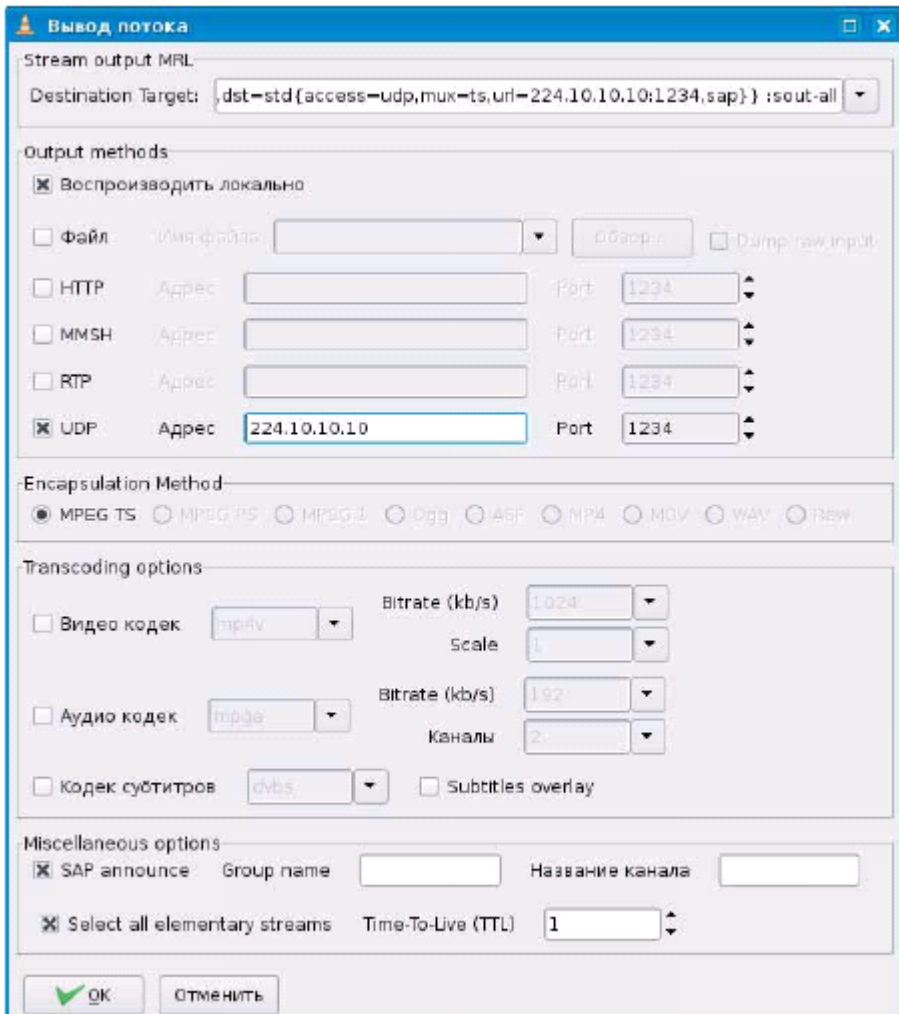 Вывод потока
Stream output MRL
Destination Target: ,dst=std{access=udp,mux=ts,url=224.10.10.10:1234,sap}} :sout-all
Output methods
Воспроизводить локально
Файл Имя файла Обзор... Dump raw input
HTTP Адрес Port 1234
MMSH Адрес Port 1234
RTP Адрес Port 1234
UDP Адрес 224.10.10.10 Port 1234
Encapsulation Method
MPEG TS MPEG PS MPEG 1 Ogg ASF MP4 MOV WAV Raw
Transcoding options
Видео кодек mp4v Bitrate (kb/s) 1024
Scale 1
Аудио кодек mpga Bitrate (kb/s) 192
Каналы 2
Кодек субтитров dvbs Subtitles overlay
Miscellaneous options
SAP announce Group name Название канала
Select all elementary streams Time-To-Live (TTL) 1
OK Отменить